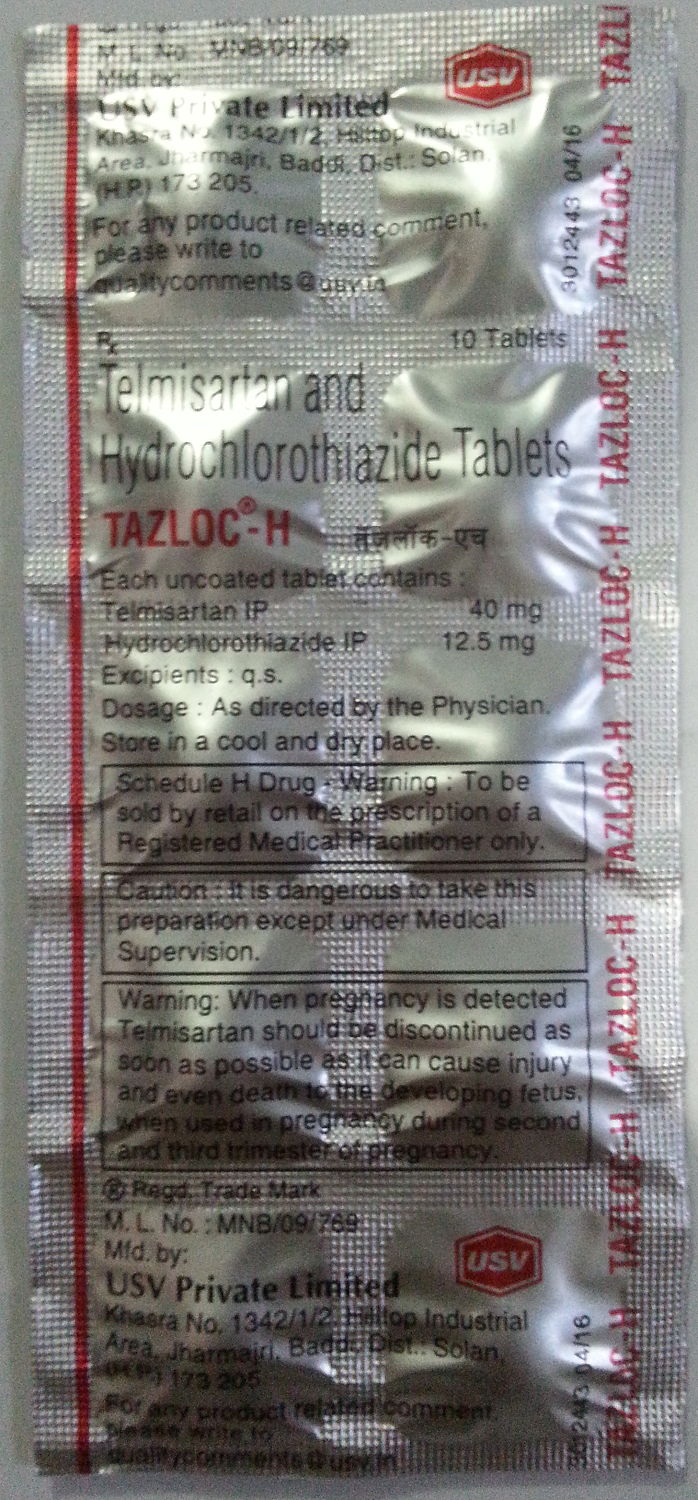 M. L. No. : MNB/09/769
Mfd. by:
USV Private Limited
USV
Khasra No. 1342/1/2, Hilltop Industrial
Area, Jharmajri, Baddi, Dist.: Solan,
(H.P.) 173 205.
For any product related comment,
please write to
qualitycomments@usv.in
3012443 04/16
Rx
10 Tablets
Telmisartan and
Hydrochlorothiazide Tablets
TAZLOC®-H तॅज़लॉक-एच
Each uncoated tablet contains :
Telmisartan IP 40 mg
Hydrochlorothiazide IP 12.5 mg
Excipients : q.s.
Dosage : As directed by the Physician.
Store in a cool and dry place.
Schedule H Drug - Warning : To be
sold by retail on the prescription of a
Registered Medical Practitioner only.
Caution : It is dangerous to take this
preparation except under Medical
Supervision.
Warning: When pregnancy is detected
Telmisartan should be discontinued as
soon as possible as it can cause injury
and even death to the developing fetus,
when used in pregnancy during second
and third trimester of pregnancy.
® Regd. Trade Mark
M. L. No. : MNB/09/769
Mfd. by:
USV Private Limited
USV
Khasra No. 1342/1/2, Hilltop Industrial
Area, Jharmajri, Baddi, Dist.: Solan,
(H.P.) 173 205
For any product related comment,
please write to
qualitycomments@usv.in
3012443 04/16
TAZLOC-H TAZLOC-H TAZLOC-H TAZLOC-H TAZLOC-H TAZLOC-H TAZLOC-H TAZL